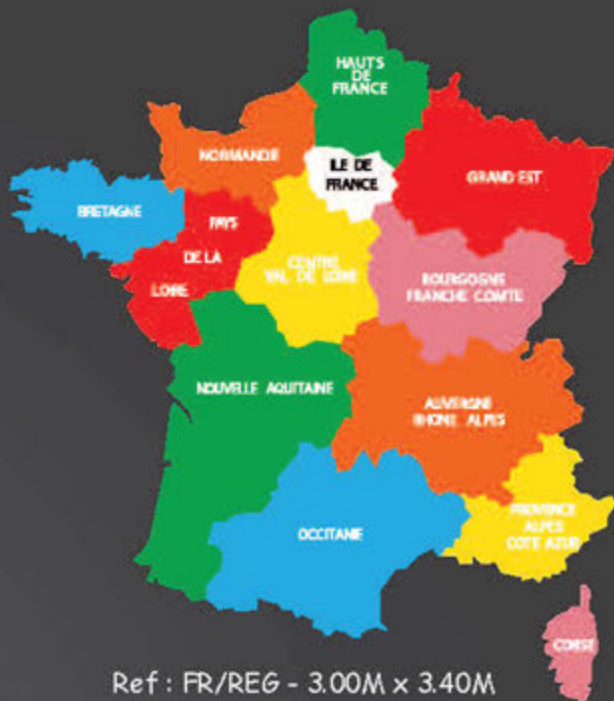 HAUTS
DE
FRANCE
NORMANDIE
ILE DE
FRANCE
GRAND EST
BRETAGNE
PAYS
DE LA
LOIRE
CENTRE
VAL DE LOIRE
BOURGOGNE
FRANCHE COMTE
NOUVELLE AQUITAINE
AUVERGNE
RHONE ALPES
OCCITANIE
PROVENCE
ALPES
COTE AZUR
CORSE
Ref : FR/REG - 3.00M x 3.40M